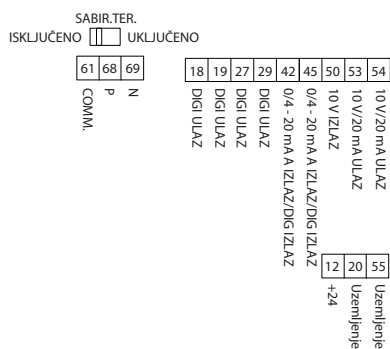 SABIR.TER.
ISKLJUČENO UKLJUČENO
61 68 69
COMM.
P
N
18 19 27 29 42 45 50 53 54
DIGI ULAZ
DIGI ULAZ
DIGI ULAZ
DIGI ULAZ
0/4 - 20 mA A IZLAZ/DIG IZLAZ
0/4 - 20 mA A IZLAZ/DIG IZLAZ
10 V IZLAZ
10 V/20 mA ULAZ
10 V/20 mA ULAZ
12 20 55
+24
Uzemljenje
Uzemljenje